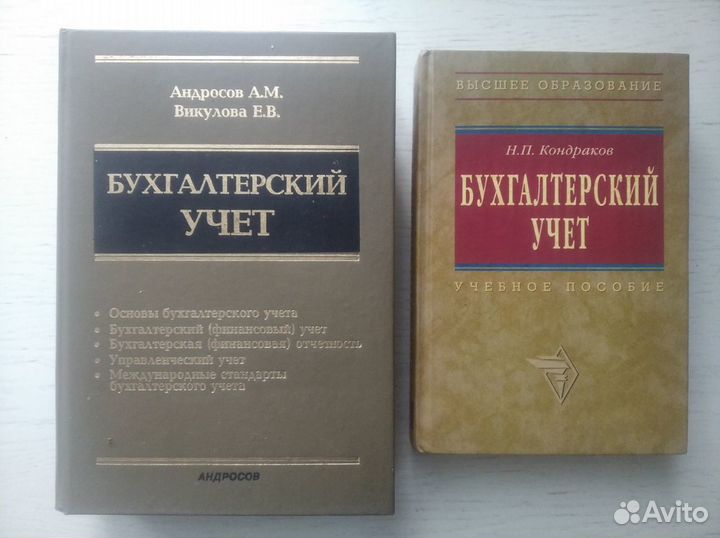 Андросов А.М.
Викулова Е.В.
БУХГАЛТЕРСКИЙ
УЧЕТ
• Основы бухгалтерского учета
• Бухгалтерский (финансовый) учет
• Бухгалтерская (финансовая) отчетность
• Управленческий учет
• Международные стандарты
бухгалтерского учета
АНДРОСОВ
ВЫСШЕЕ ОБРАЗОВАНИЕ
Н.П. Кондраков
БУХГАЛТЕРСКИЙ
УЧЕТ
УЧЕБНОЕ ПОСОБИЕ
Avito